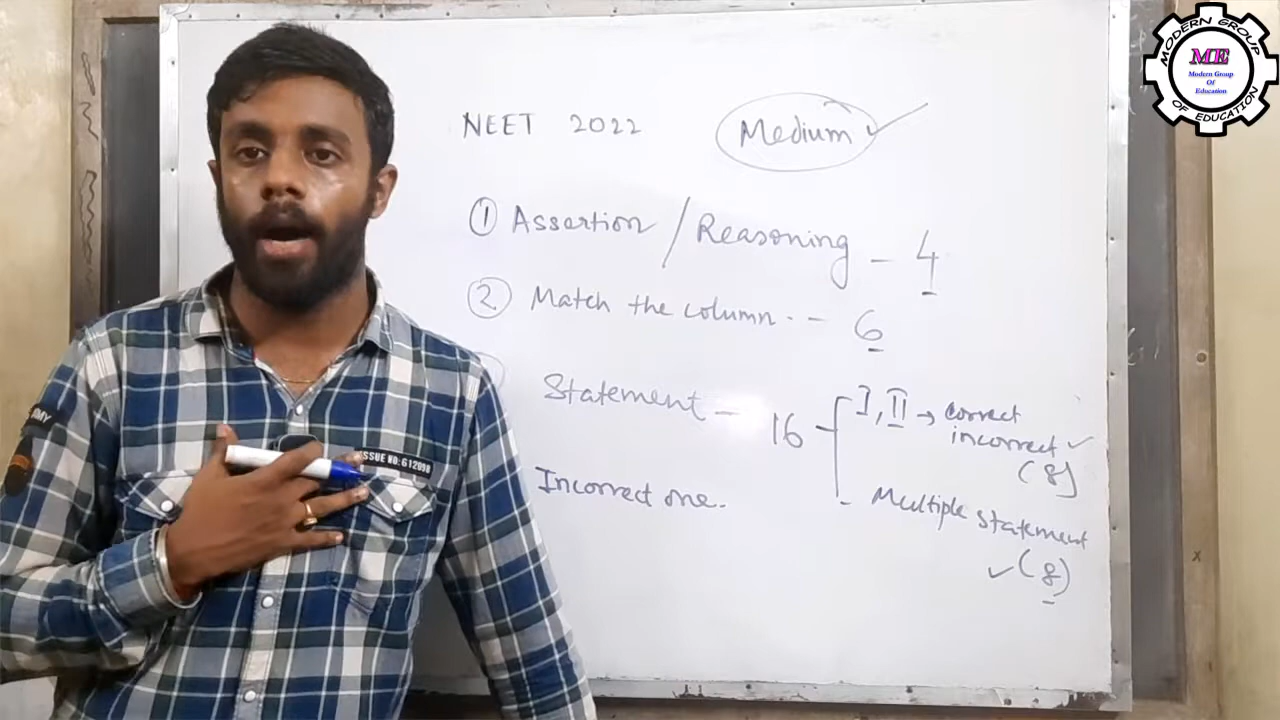 NEET 2022 Medium
① Assertion / Reasoning - 4
② Match the column. - 6
Statement - 16
I, II → correct
incorrect ✓
(8)
- Multiple statement
✓ (8)
Incorrect one.
ISSUE NO: 612098
MODERN GROUP
ME
Modern Group
Of
Education
OF EDUCATION